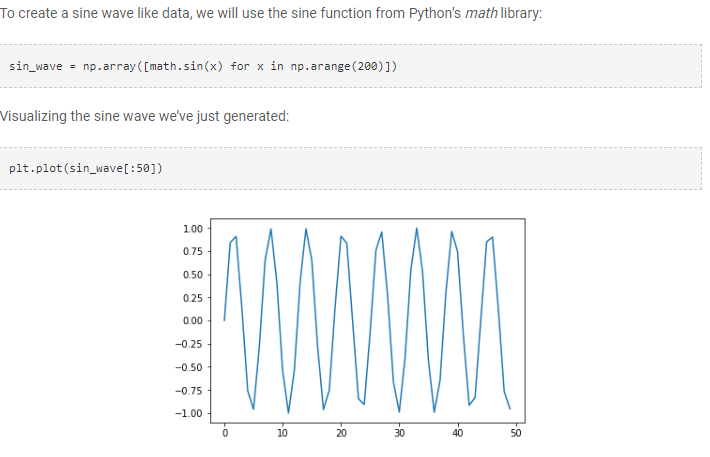 To create a sine wave like data, we will use the sine function from Python's math library:
sin_wave = np.array([math.sin(x) for x in np.arange(200)])
Visualizing the sine wave we've just generated:
plt.plot(sin_wave[:50])
1.00
0.75
0.50
0.25
0.00
−0.25
−0.50
−0.75
−1.00
0 10 20 30 40 50